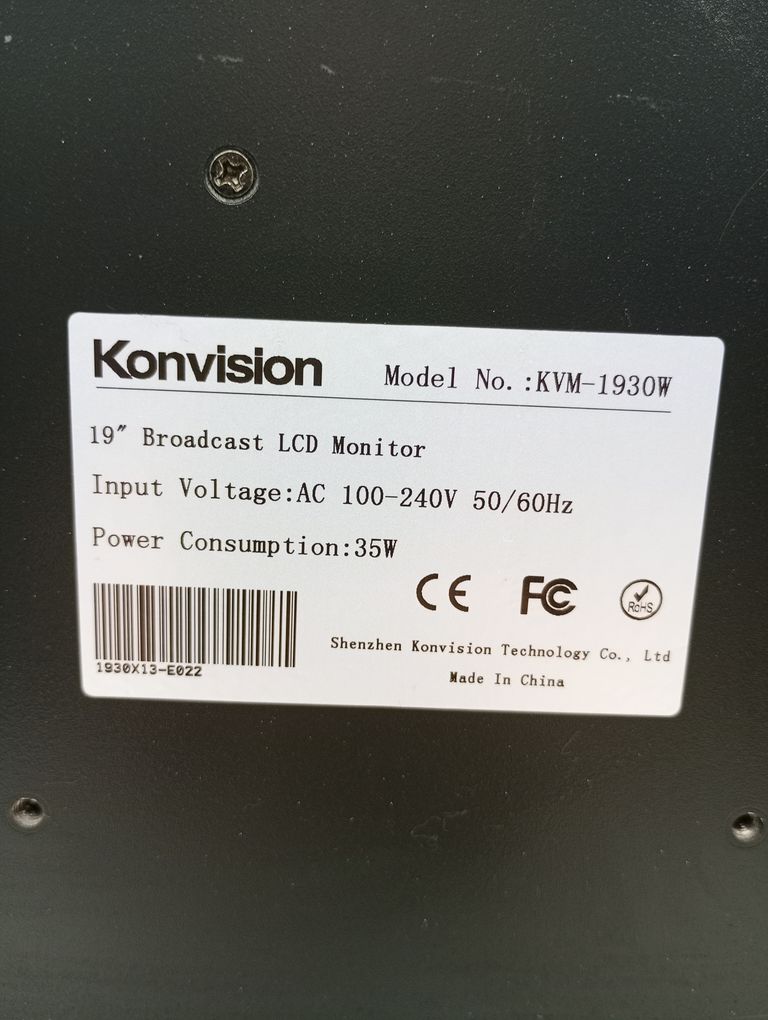 Konvision
Model No.:KVM-1930W
19″ Broadcast LCD Monitor
Input Voltage:AC 100-240V 50/60Hz
Power Consumption:35W
CE FC RoHS
1930X13-E022
Shenzhen Konvision Technology Co., Ltd
Made In China